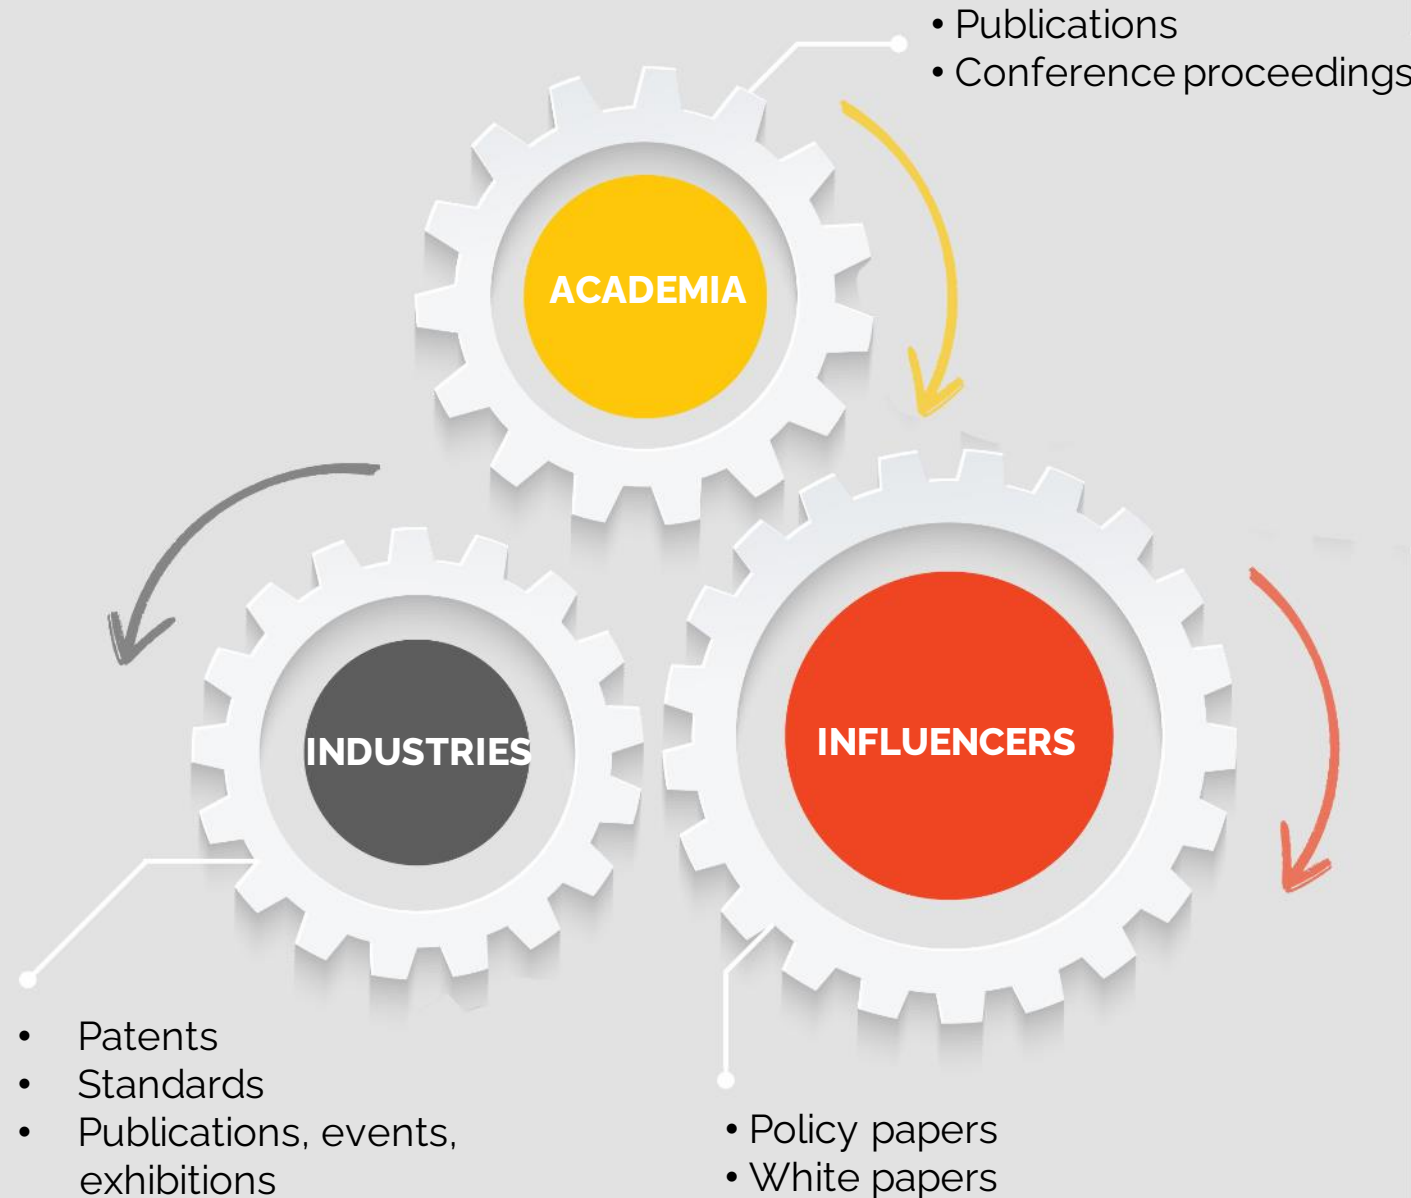 • Publications
• Conference proceedings
ACADEMIA
INDUSTRIES
INFLUENCERS
• Patents
• Standards
• Publications, events,
exhibitions
• Policy papers
• White papers